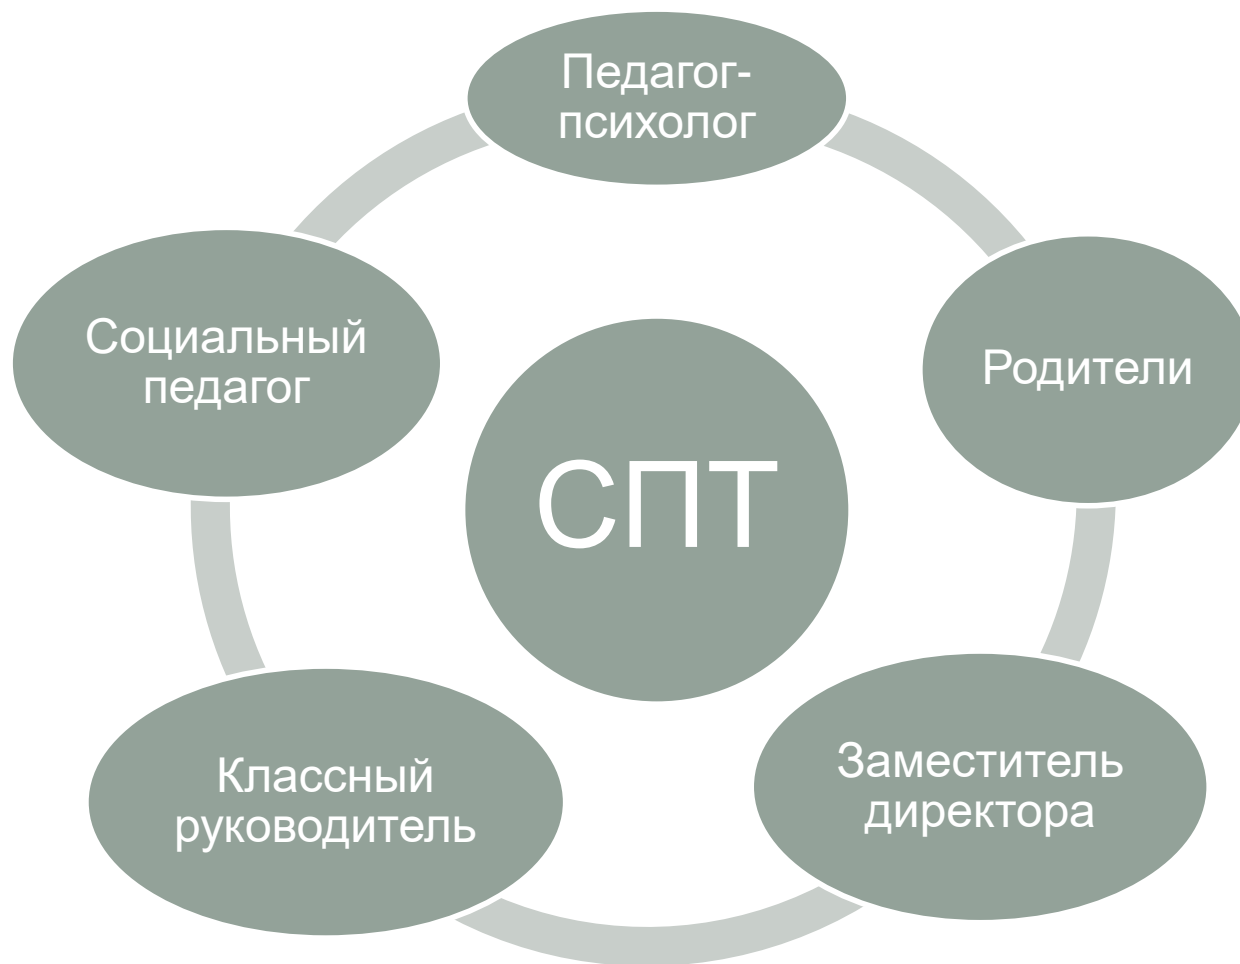 Педагог-
психолог
Социальный
педагог
Родители
СПТ
Классный
руководитель
Заместитель
директора